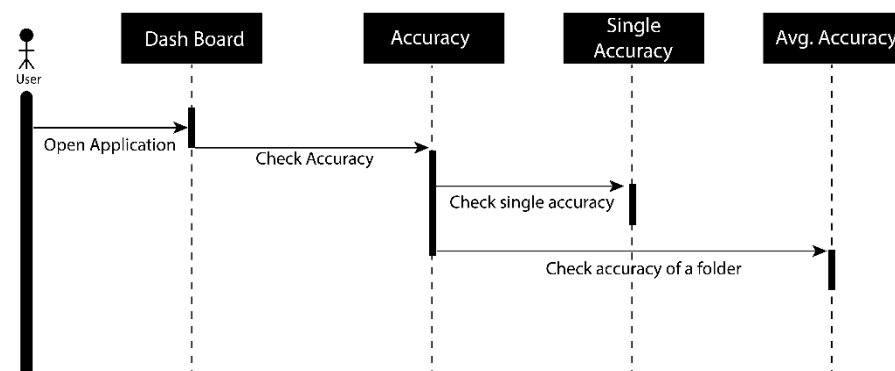 Dash Board
Accuracy
Single
Accuracy
Avg. Accuracy
User
Open Application
Check Accuracy
Check single accuracy
Check accuracy of a folder